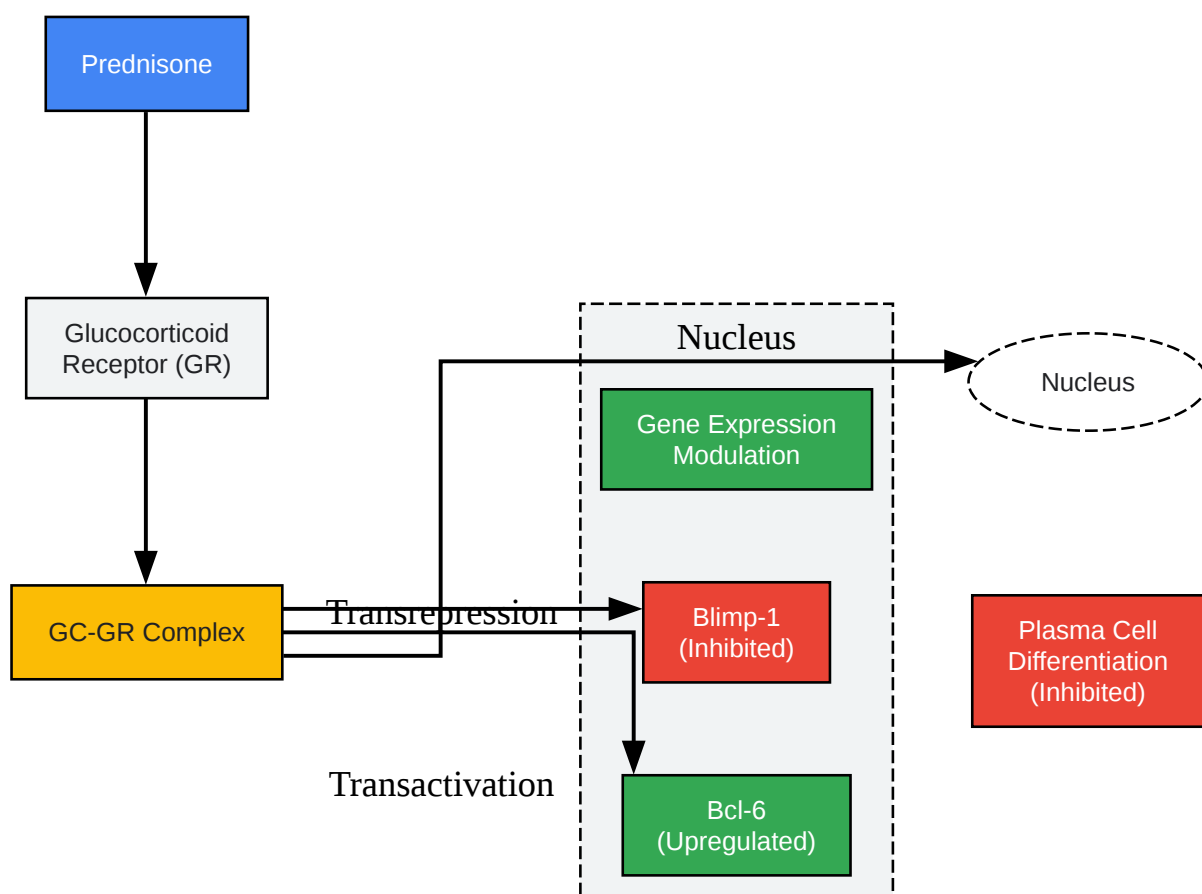 Prednisone
Glucocorticoid
Receptor (GR)
Nucleus
Nucleus
Gene Expression
Modulation
GC-GR Complex
Transrepression
Blimp-1
(Inhibited)
Plasma Cell
Differentiation
(Inhibited)
Transactivation
Bcl-6
(Upregulated)